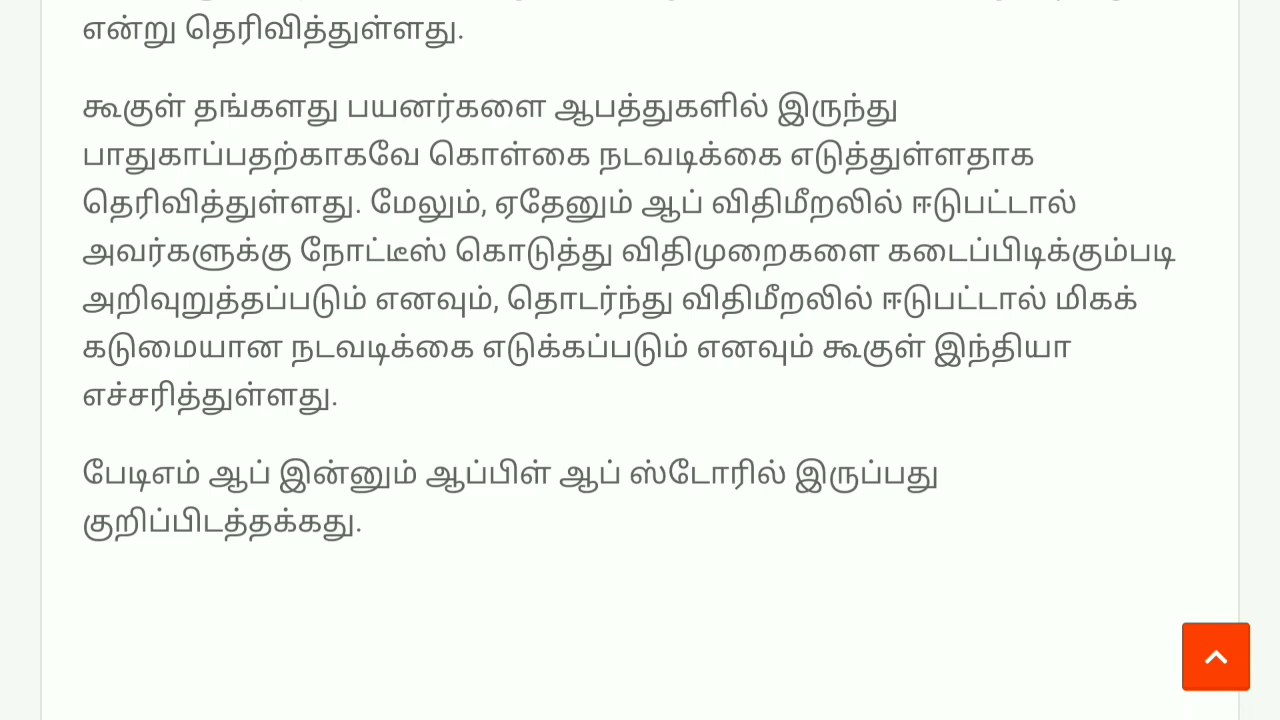 என்று தெரிவித்துள்ளது.
கூகுள் தங்களது பயனர்களை ஆபத்துகளில் இருந்து
பாதுகாப்பதற்காகவே கொள்கை நடவடிக்கை எடுத்துள்ளதாக
தெரிவித்துள்ளது. மேலும், ஏதேனும் ஆப் விதிமீறலில் ஈடுபட்டால்
அவர்களுக்கு நோட்டீஸ் கொடுத்து விதிமுறைகளை கடைப்பிடிக்கும்படி
அறிவுறுத்தப்படும் எனவும், தொடர்ந்து விதிமீறலில் ஈடுபட்டால் மிகக்
கடுமையான நடவடிக்கை எடுக்கப்படும் எனவும் கூகுள் இந்தியா
எச்சரித்துள்ளது.
பேடிஎம் ஆப் இன்னும் ஆப்பிள் ஆப் ஸ்டோரில் இருப்பது
குறிப்பிடத்தக்கது.